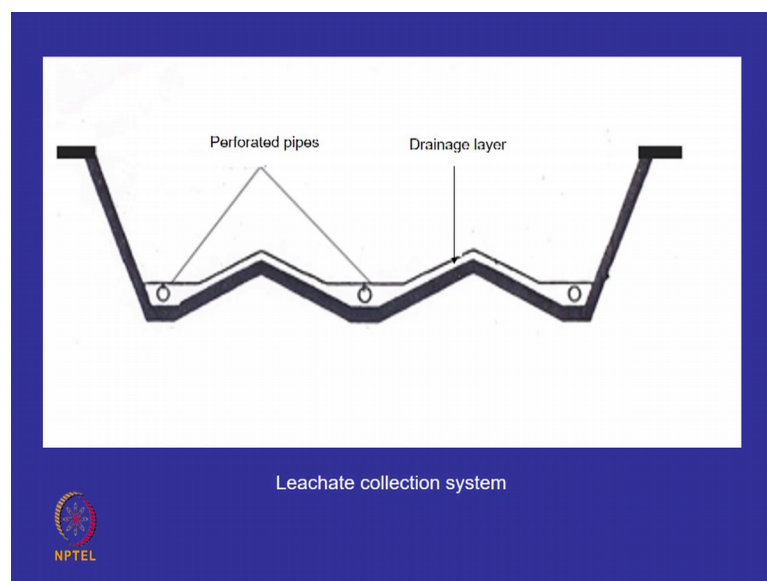 Perforated pipes
Drainage layer
Leachate collection system
NPTEL